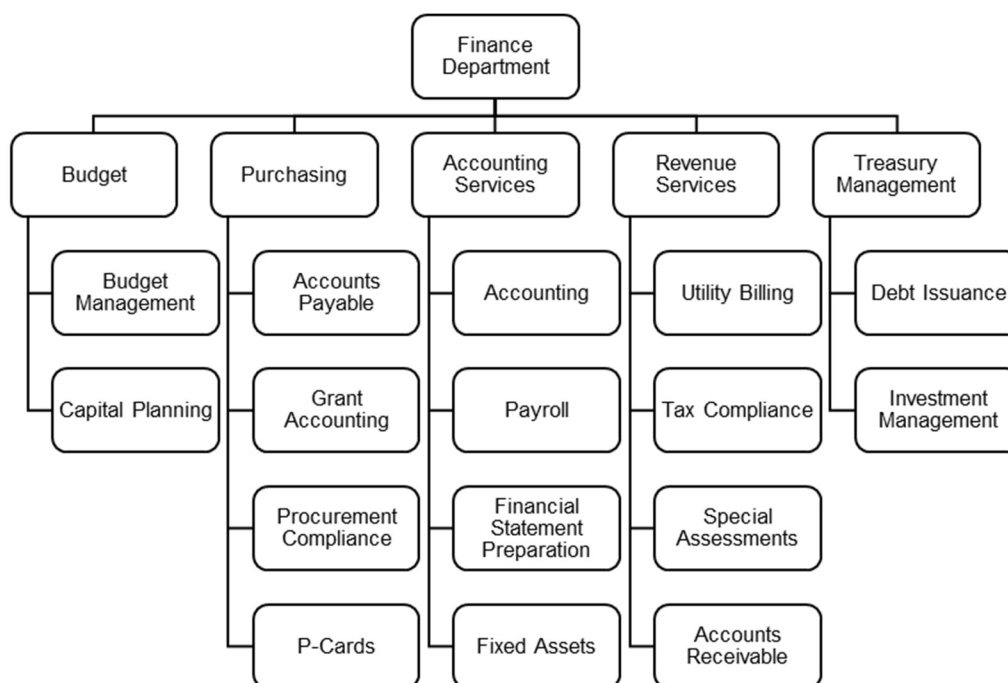 Finance
Department
Budget
Purchasing
Accounting
Services
Revenue
Services
Treasury
Management
Budget
Management
Accounts
Payable
Accounting
Utility Billing
Debt Issuance
Capital Planning
Grant
Accounting
Payroll
Tax Compliance
Investment
Management
Procurement
Compliance
Financial
Statement
Preparation
Special
Assessments
P-Cards
Fixed Assets
Accounts
Receivable